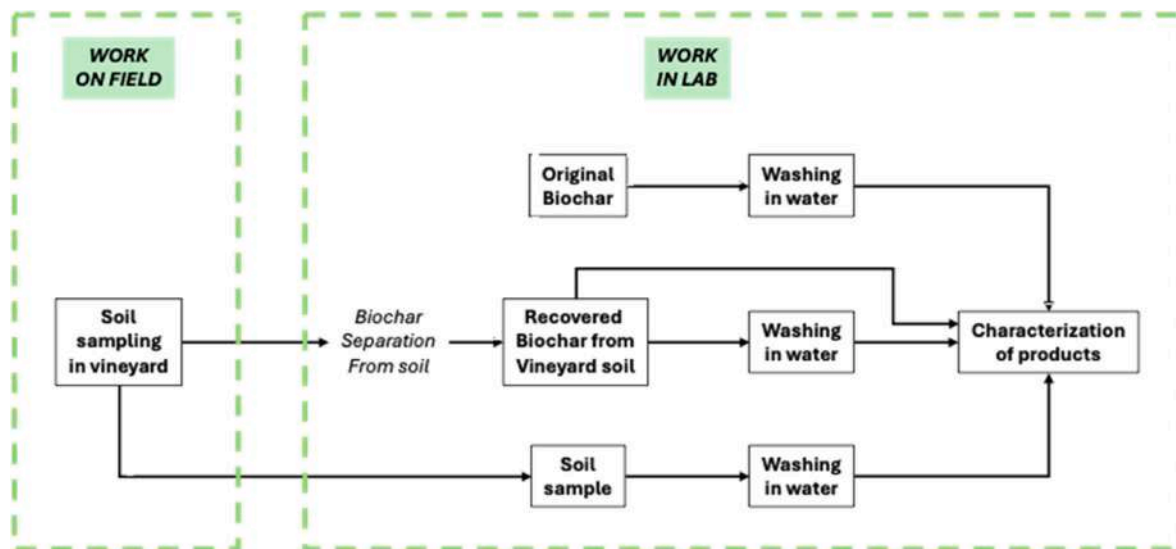 WORK
ON FIELD
WORK
IN LAB
Original
Biochar
Washing
in water
Soil
sampling
in vineyard
Biochar
Separation
From soil
Recovered
Biochar from
Vineyard soil
Washing
in water
Characterization
of products
Soil
sample
Washing
in water